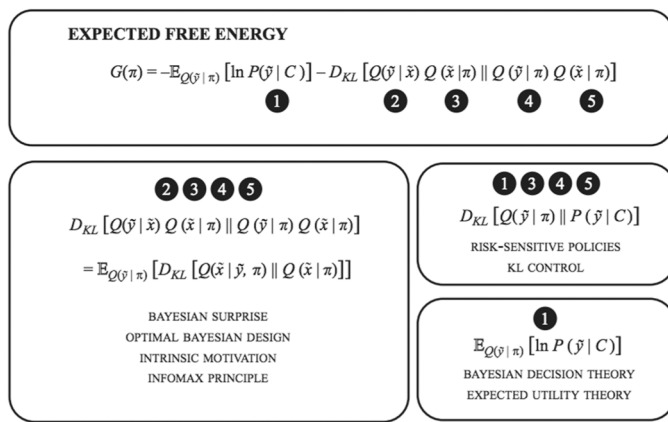 EXPECTED FREE ENERGY
G(π) = −𝔼_{Q(ỹ | π)} [ln P(ỹ | C)] − D_{KL} [Q(ỹ | x̃) Q (x̃ | π) || Q (ỹ | π) Q (x̃ | π)]
1 2 3 4 5
2 3 4 5
D_{KL} [Q(ỹ | x̃) Q (x̃ | π) || Q (ỹ | π) Q (x̃ | π)]
= 𝔼_{Q(ỹ | π)} [D_{KL} [Q(x̃ | ỹ, π) || Q (x̃ | π)]]
BAYESIAN SURPRISE
OPTIMAL BAYESIAN DESIGN
INTRINSIC MOTIVATION
INFOMAX PRINCIPLE
1 3 4 5
D_{KL} [Q(ỹ | π) || P (ỹ | C)]
RISK-SENSITIVE POLICIES
KL CONTROL
1
𝔼_{Q(ỹ | π)} [ln P (ỹ | C)]
BAYESIAN DECISION THEORY
EXPECTED UTILITY THEORY